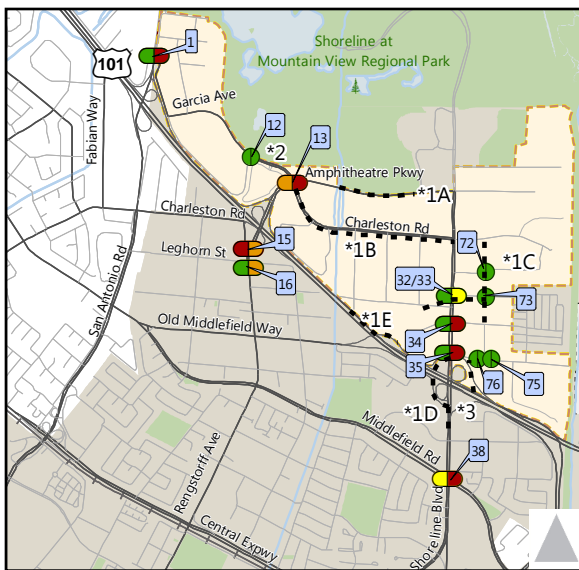 Shoreline at
Mountain View Regional Park
1
101
Garcia Ave
Fabian Way
12
*2
13
Amphitheatre Pkwy
*1A
Charleston Rd
Charleston Rd
*1B
72
*1C
15
Leghorn St
16
32/33
73
San Antonio Rd
*1E
Old Middlefield Way
34
35
76
75
*1D
*3
Middlefield Rd
38
Rengstorff Ave
Central Expwy
Shoreline Blvd